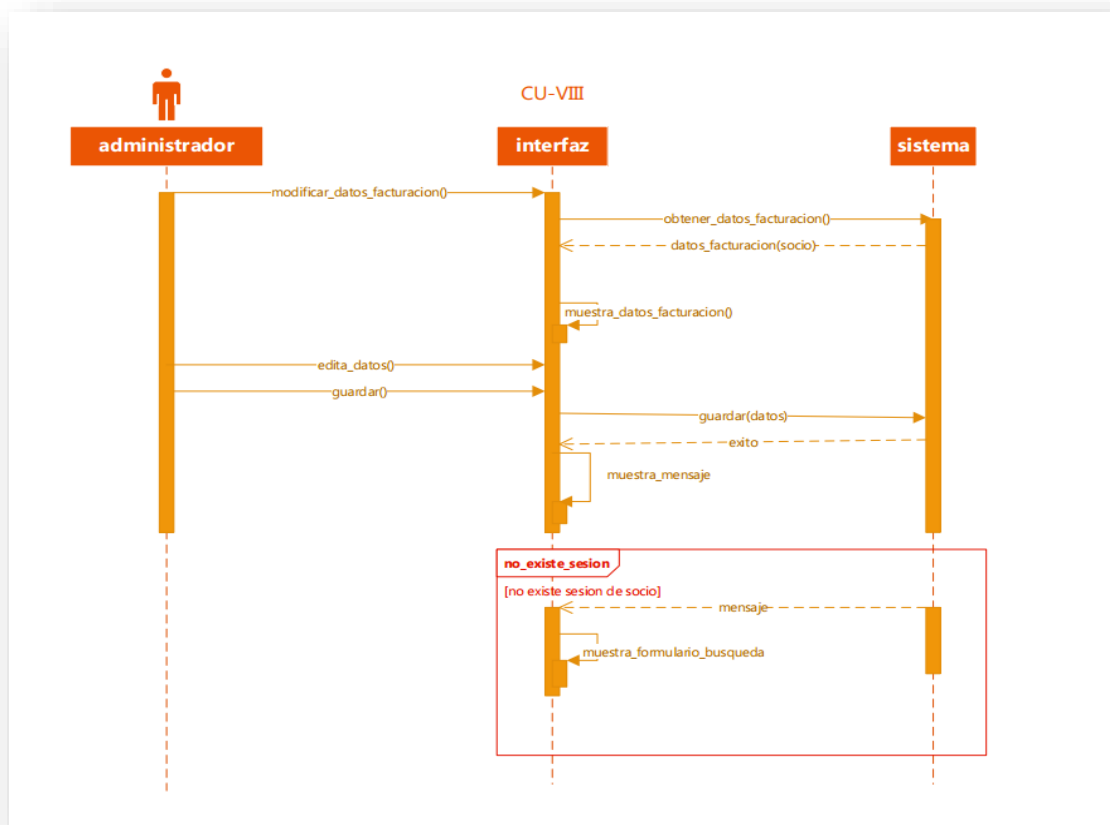 CU-VIII
administrador
interfaz
sistema
modificar_datos_facturacion()
obtener_datos_facturacion()
datos_facturacion(socio)
muestra_datos_facturacion()
edita_datos()
guardar()
guardar(datos)
exito
muestra_mensaje
no_existe_sesion
[no existe sesion de socio]
mensaje
muestra_formulario_busqueda